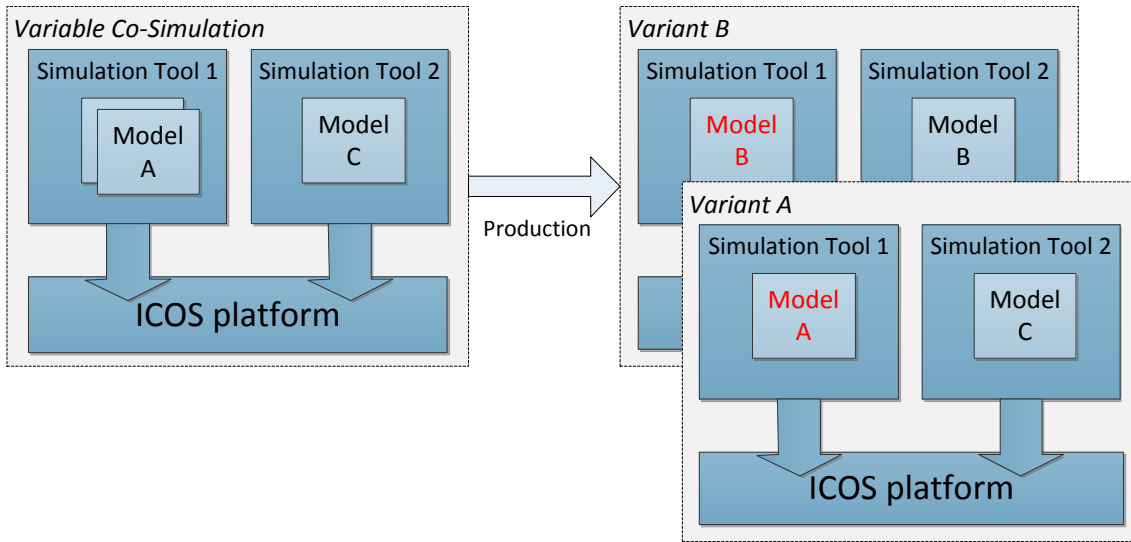 Variable Co-Simulation
Simulation Tool 1
Simulation Tool 2
Model
A
Model
C
ICOS platform
Production
Variant B
Simulation Tool 1
Simulation Tool 2
Model
B
Model
B
Variant A
Simulation Tool 1
Simulation Tool 2
Model
A
Model
C
ICOS platform